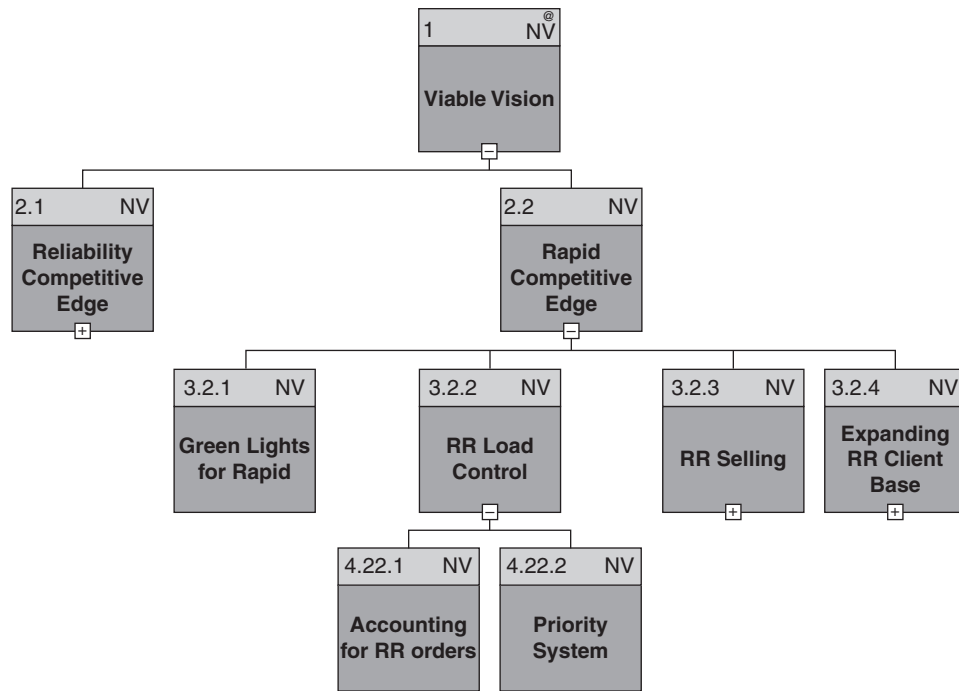 @
1 NV
Viable Vision
2.1 NV
Reliability
Competitive
Edge
+
2.2 NV
Rapid
Competitive
Edge
3.2.1 NV
Green Lights
for Rapid
3.2.2 NV
RR Load
Control
3.2.3 NV
RR Selling
+
3.2.4 NV
Expanding
RR Client
Base
+
4.22.1 NV
Accounting
for RR orders
4.22.2 NV
Priority
System